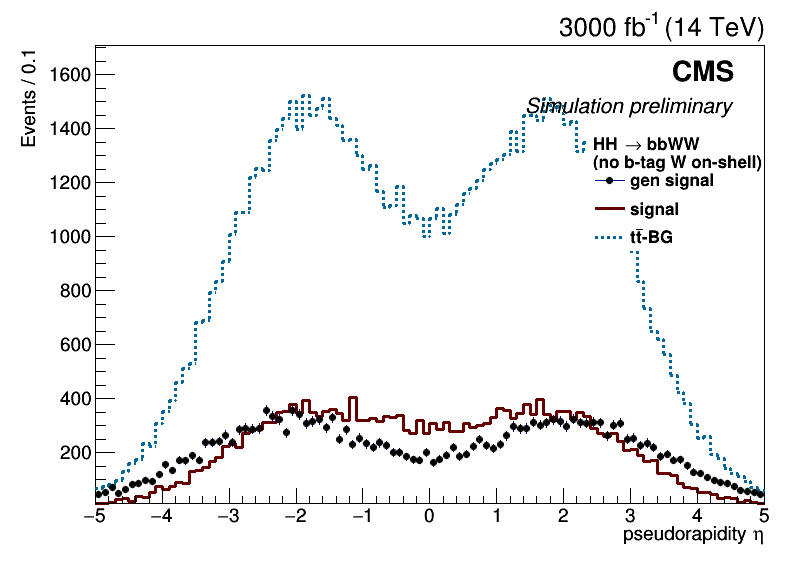 3000 fb-1 (14 TeV)
CMS
Simulation preliminary
HH → bbWW
(no b-tag W on-shell)
gen signal
signal
tt̄-BG
Events / 0.1
1600
1400
1200
1000
800
600
400
200
−5 −4 −3 −2 −1 0 1 2 3 4 5
pseudorapidity η